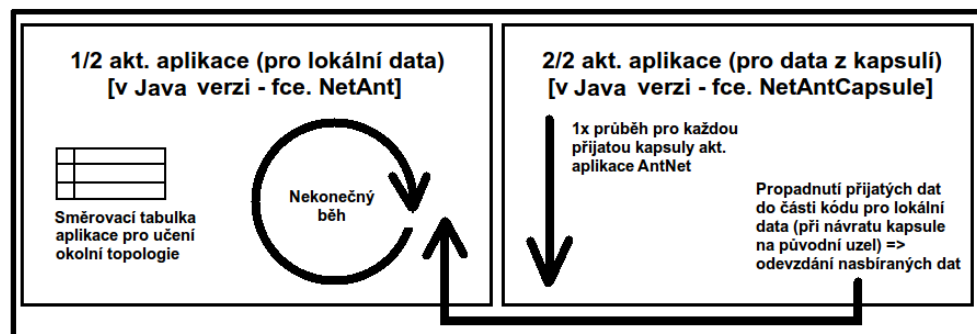 1/2 akt. aplikace (pro lokální data)
[v Java verzi - fce. NetAnt]
Směrovací tabulka
aplikace pro učení
okolní topologie
Nekonečný
běh
2/2 akt. aplikace (pro data z kapsulí)
[v Java verzi - fce. NetAntCapsule]
1x průběh pro každou
přijatou kapsuly akt.
aplikace AntNet
Propadnutí přijatých dat
do části kódu pro lokální
data (při návratu kapsule
na původní uzel) =>
odevzdání nasbíraných dat